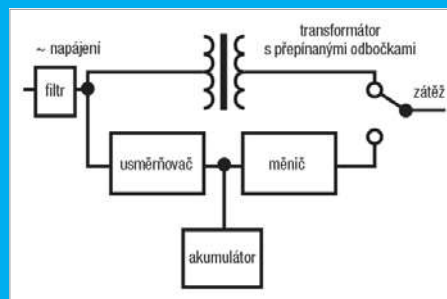 ~ napájení
transformátor
s přepínanými odbočkami
filtr
zátěž
usměrňovač
měnič
akumulátor